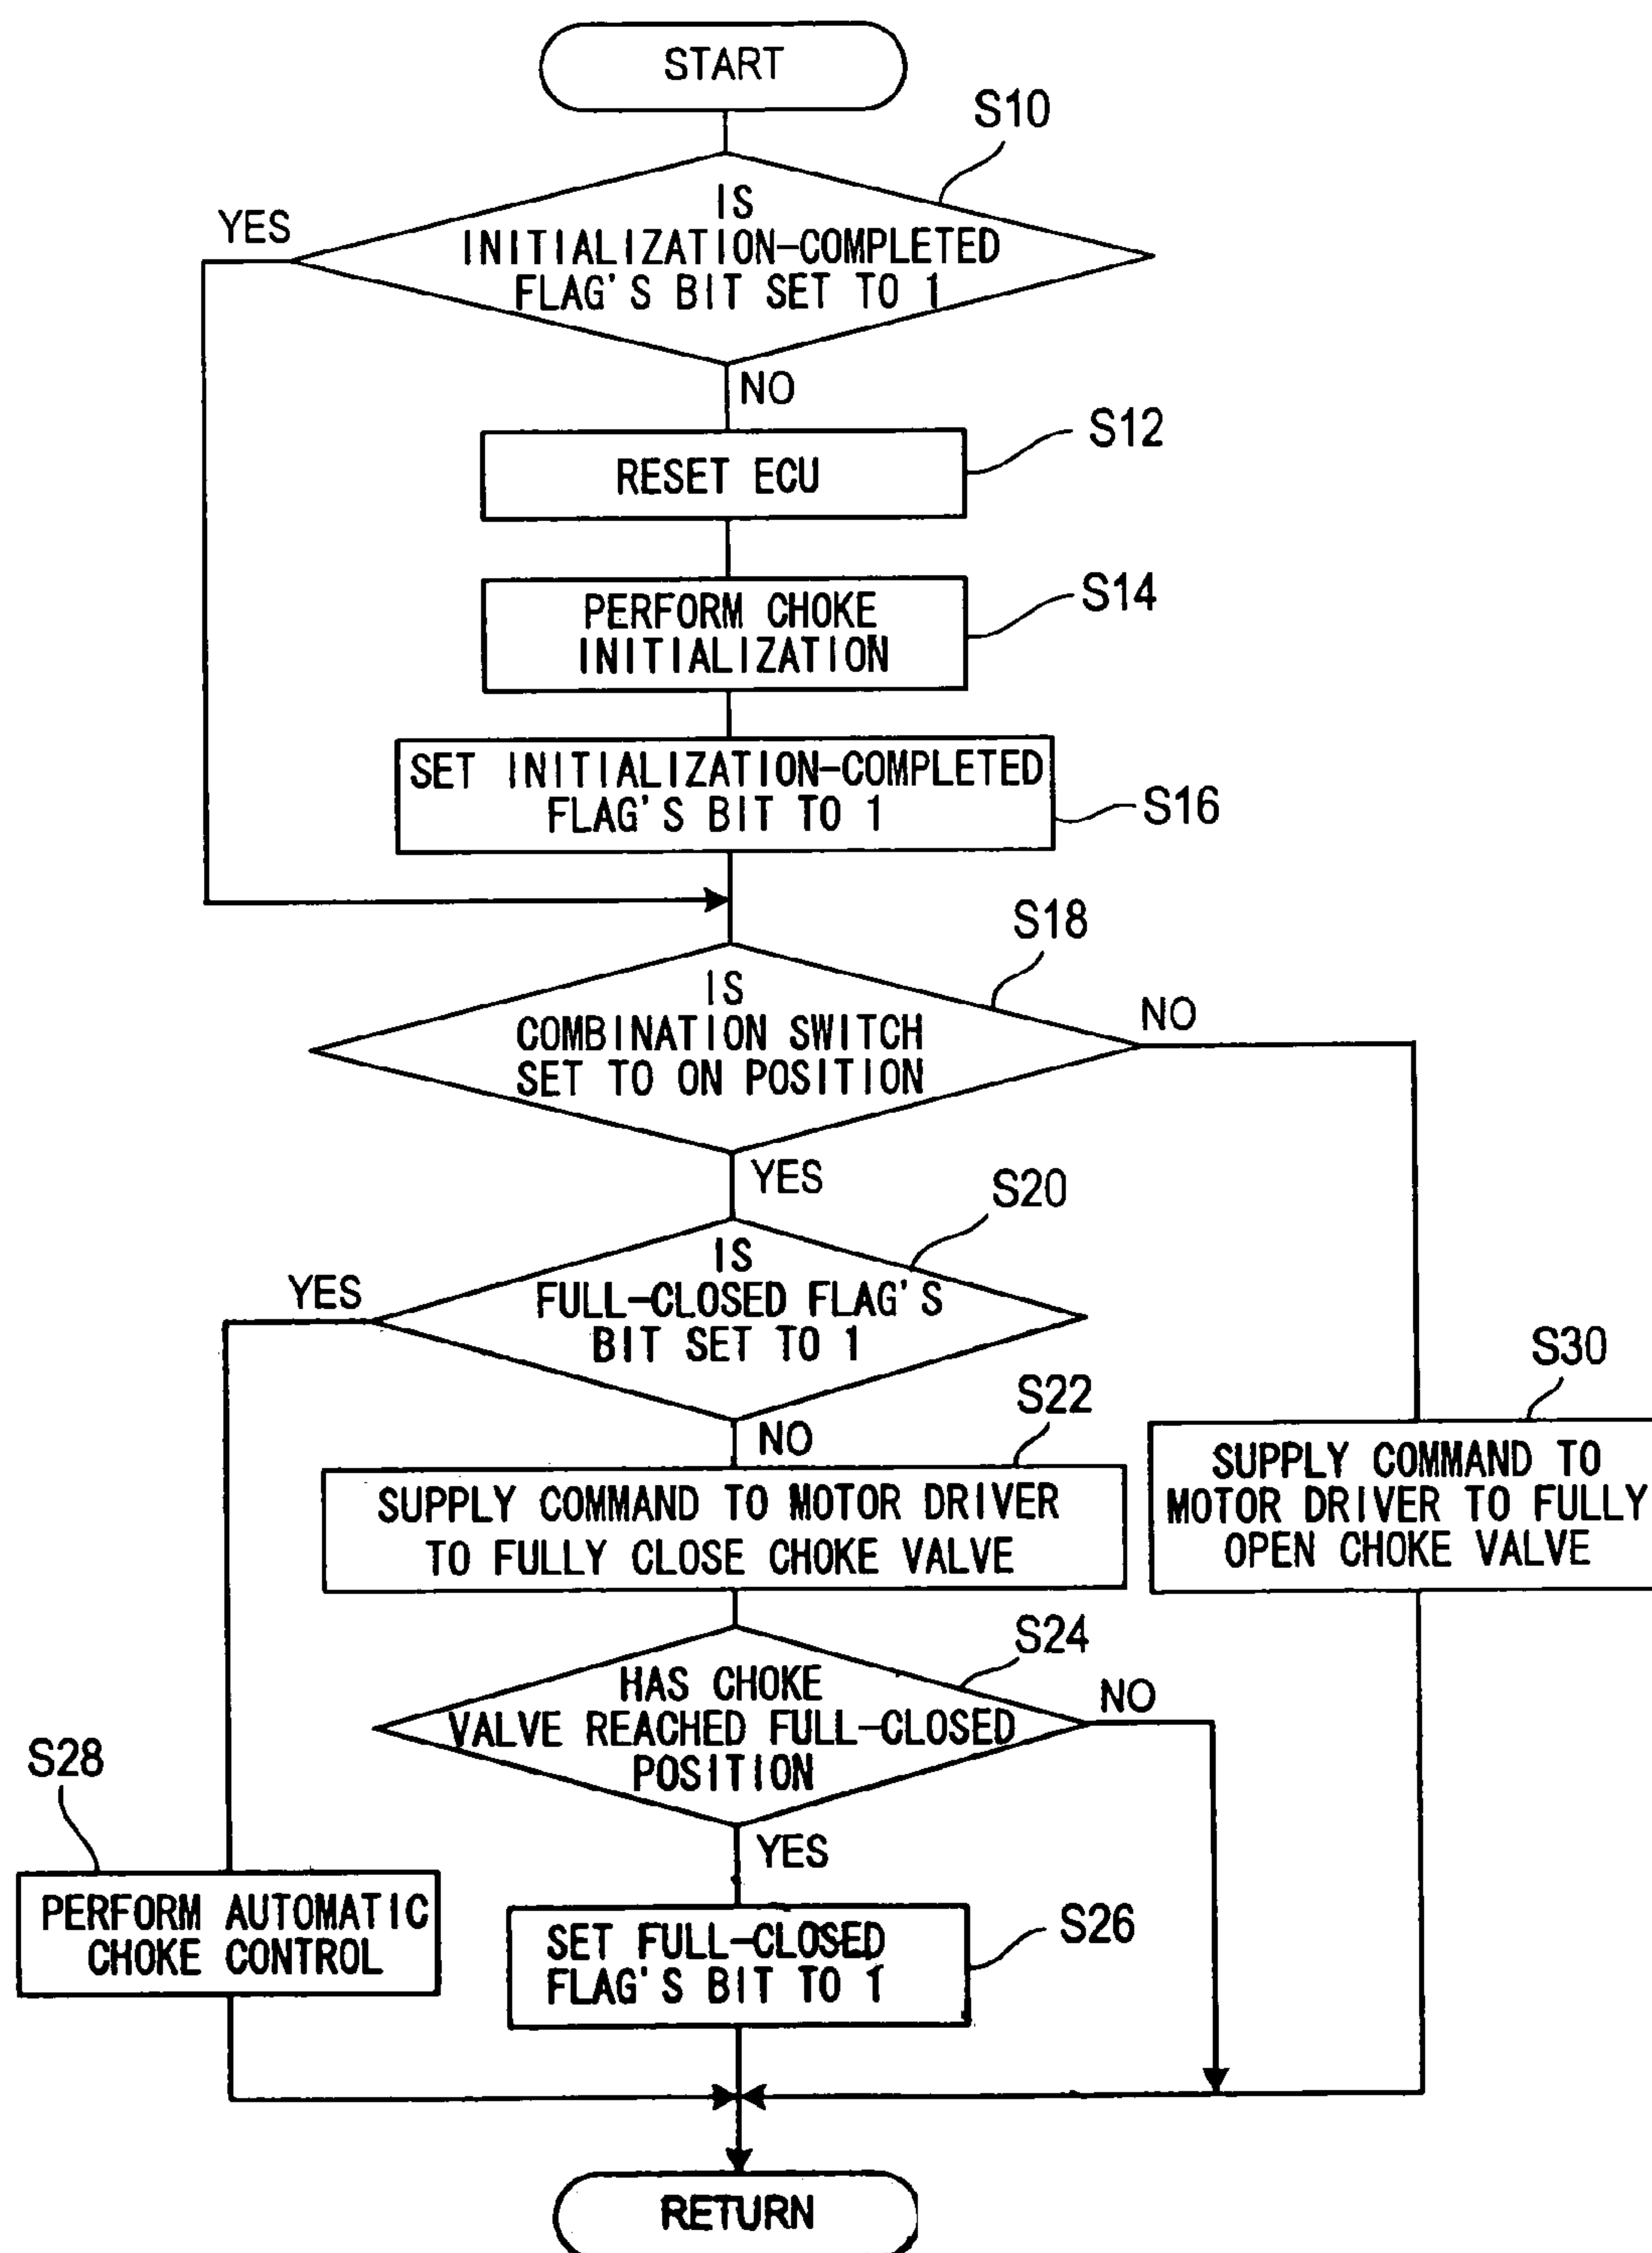 START
S10
IS
YES
INITIALIZATION-COMPLETED
FLAG'S BIT SET TO 1
NO
S12
RESET ECU
S14
PERFORM CHOKE
INITIALIZATION
SET INITIALIZATION-COMPLETED
FLAG'S BIT TO 1
S16
S18
IS
COMBINATION SWITCH
SET TO ON POSITION
NO
YES
S20
IS
YES
FULL-CLOSED FLAG'S
BIT SET TO 1
S30
S22
NO
SUPPLY COMMAND TO MOTOR DRIVER
TO FULLY CLOSE CHOKE VALVE
SUPPLY COMMAND TO
MOTOR DRIVER TO FULLY
OPEN CHOKE VALVE
S24
HAS CHOKE
VALVE REACHED FULL-CLOSED
POSITION
NO
S28
YES
PERFORM AUTOMATIC
CHOKE CONTROL
SET FULL-CLOSED
FLAG'S BIT TO 1
S26
RETURN